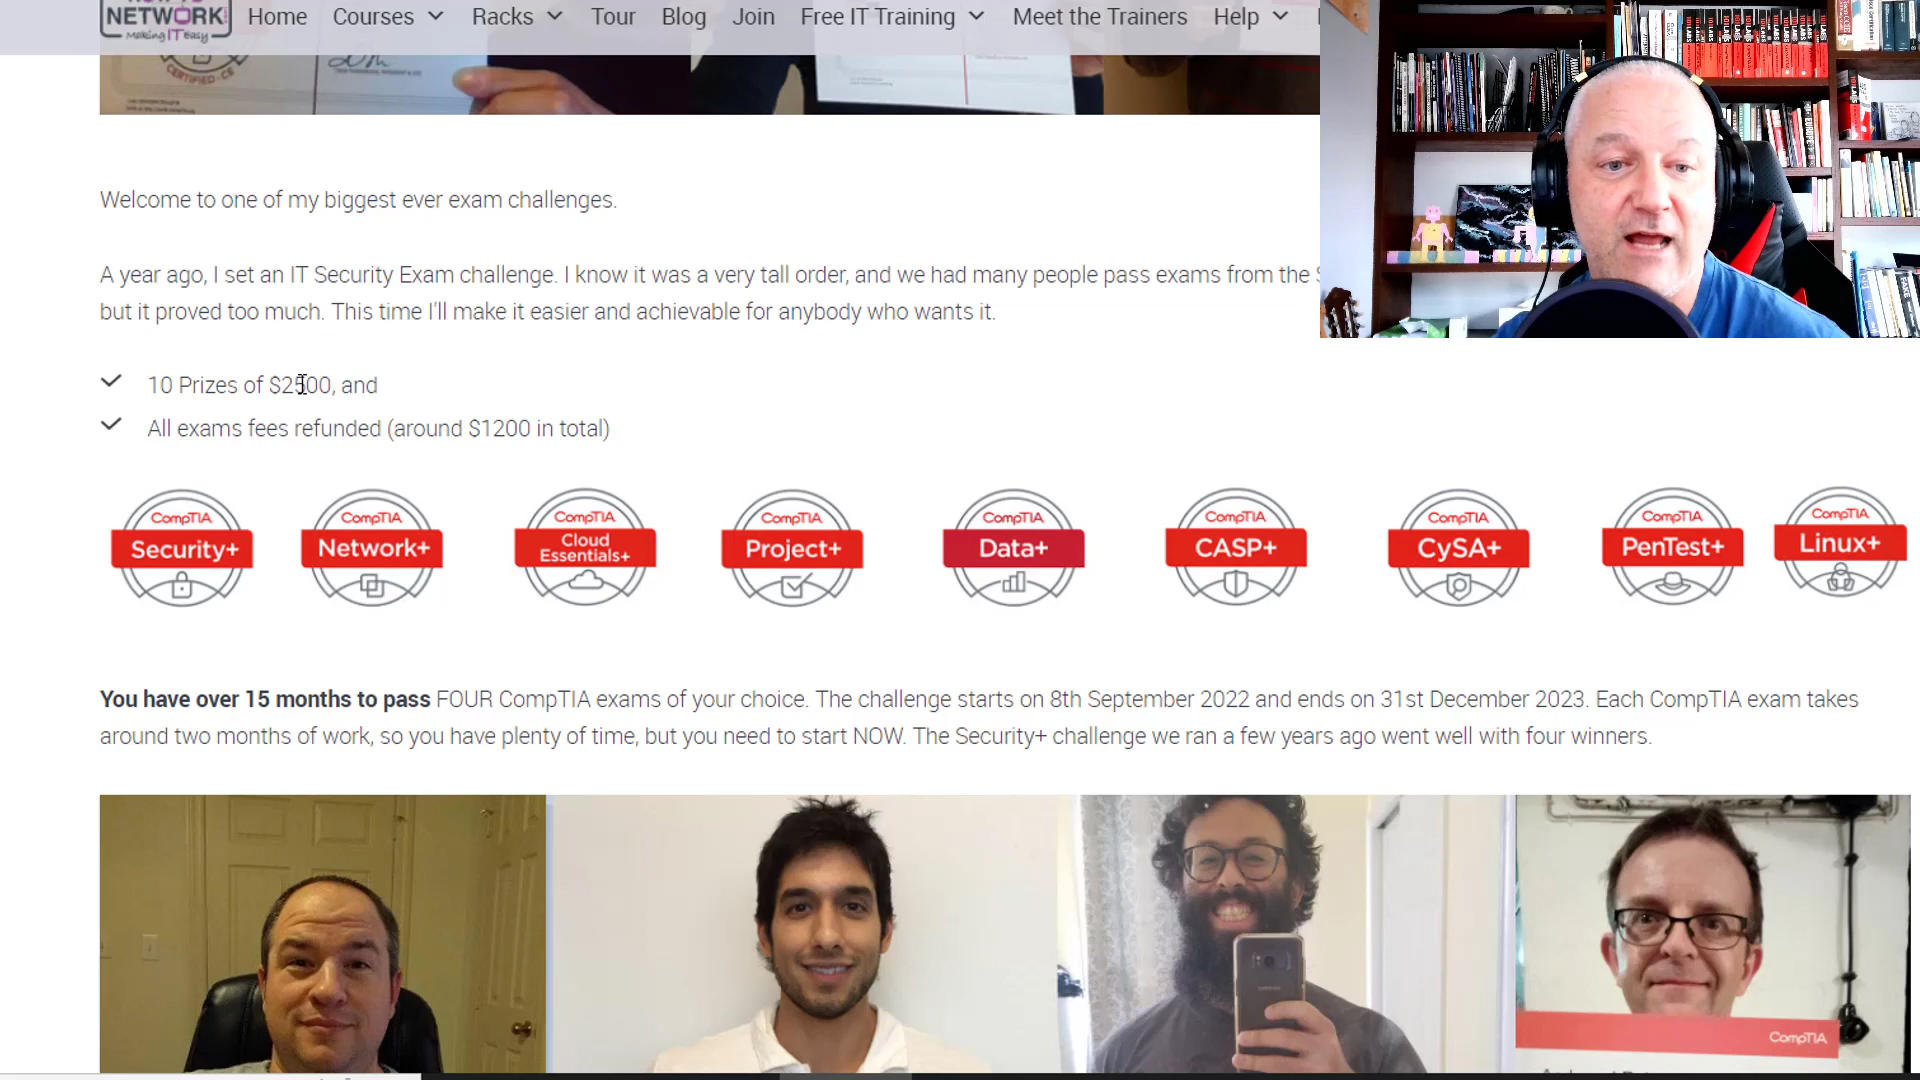 NETWORK
Making IT Easy
Home
Courses
Racks
Tour
Blog
Join
Free IT Training
Meet the Trainers
Help
CERTIFIED - CE
Welcome to one of my biggest ever exam challenges.
A year ago, I set an IT Security Exam challenge. I know it was a very tall order, and we had many people pass exams from the
but it proved too much. This time I'll make it easier and achievable for anybody who wants it.
10 Prizes of $2500, and
All exams fees refunded (around $1200 in total)
CompTIA
Security+
CompTIA
Network+
CompTIA
Cloud
Essentials+
CompTIA
Project+
CompTIA
Data+
CompTIA
CASP+
CompTIA
CySA+
CompTIA
PenTest+
CompTIA
Linux+
You have over 15 months to pass FOUR CompTIA exams of your choice. The challenge starts on 8th September 2022 and ends on 31st December 2023. Each CompTIA exam takes
around two months of work, so you have plenty of time, but you need to start NOW. The Security+ challenge we ran a few years ago went well with four winners.
CompTIA